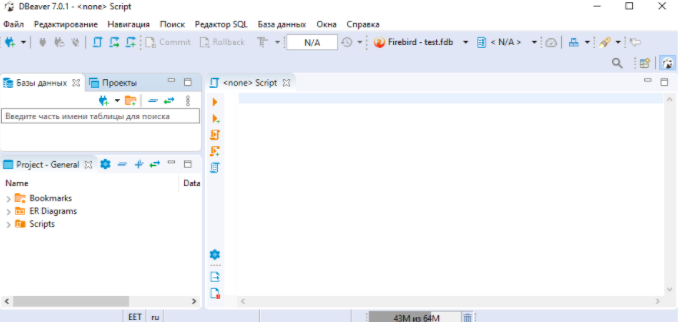 DBeaver 7.0.1 - <none> Script
Файл Редактирование Навигация Поиск Редактор SQL База данных Окна Справка
Commit Rollback N/A Firebird - test.fdb < N/A >
Базы данных Проекты
<none> Script
Введите часть имени таблицы для поиска
Project - General
Name Data
Bookmarks
ER Diagrams
Scripts
EET ru 43M из 64M